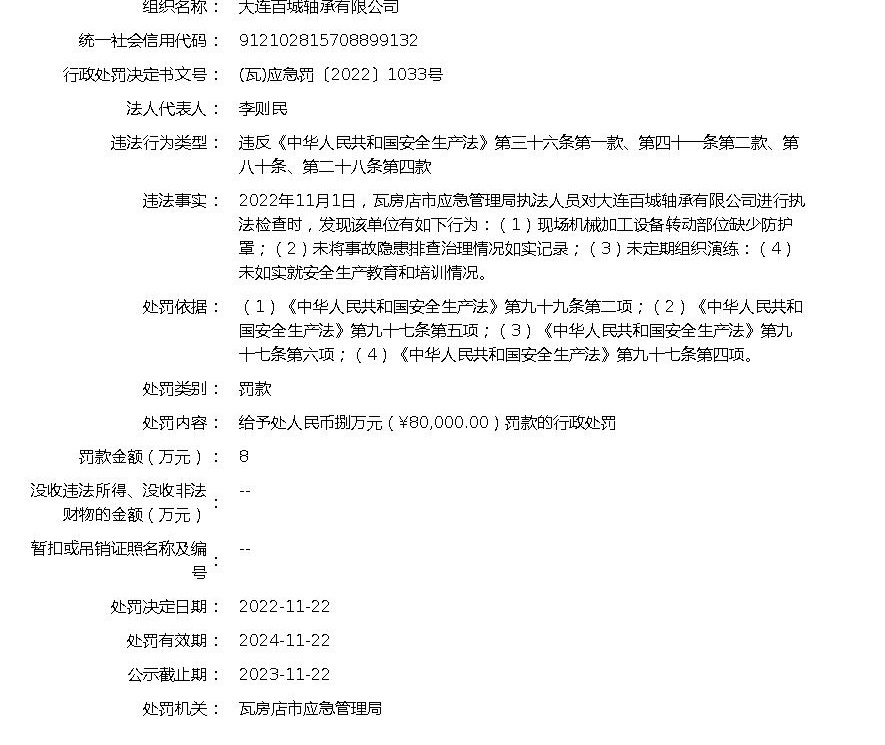 组织名称： 大连百城轴承有限公司
统一社会信用代码： 912102815708899132
行政处罚决定书文号： (瓦)应急罚〔2022〕1033号
法人代表人： 李则民
违法行为类型： 违反《中华人民共和国安全生产法》第三十六条第一款、第四十一条第二款、第
八十条、第二十八条第四款
违法事实： 2022年11月1日，瓦房店市应急管理局执法人员对大连百城轴承有限公司进行执
法检查时，发现该单位有如下行为：（1）现场机械加工设备转动部位缺少防护
罩；（2）未将事故隐患排查治理情况如实记录；（3）未定期组织演练：（4）
未如实就安全生产教育和培训情况。
处罚依据： （1）《中华人民共和国安全生产法》第九十九条第二项；（2）《中华人民共和
国安全生产法》第九十七条第五项；（3）《中华人民共和国安全生产法》第九
十七条第六项；（4）《中华人民共和国安全生产法》第九十七条第四项。
处罚类别： 罚款
处罚内容： 给予处人民币捌万元（¥80,000.00）罚款的行政处罚
罚款金额（万元）： 8
没收违法所得、没收非法
财物的金额（万元）： --
暂扣或吊销证照名称及编
号： --
处罚决定日期： 2022-11-22
处罚有效期： 2024-11-22
公示截止期： 2023-11-22
处罚机关： 瓦房店市应急管理局